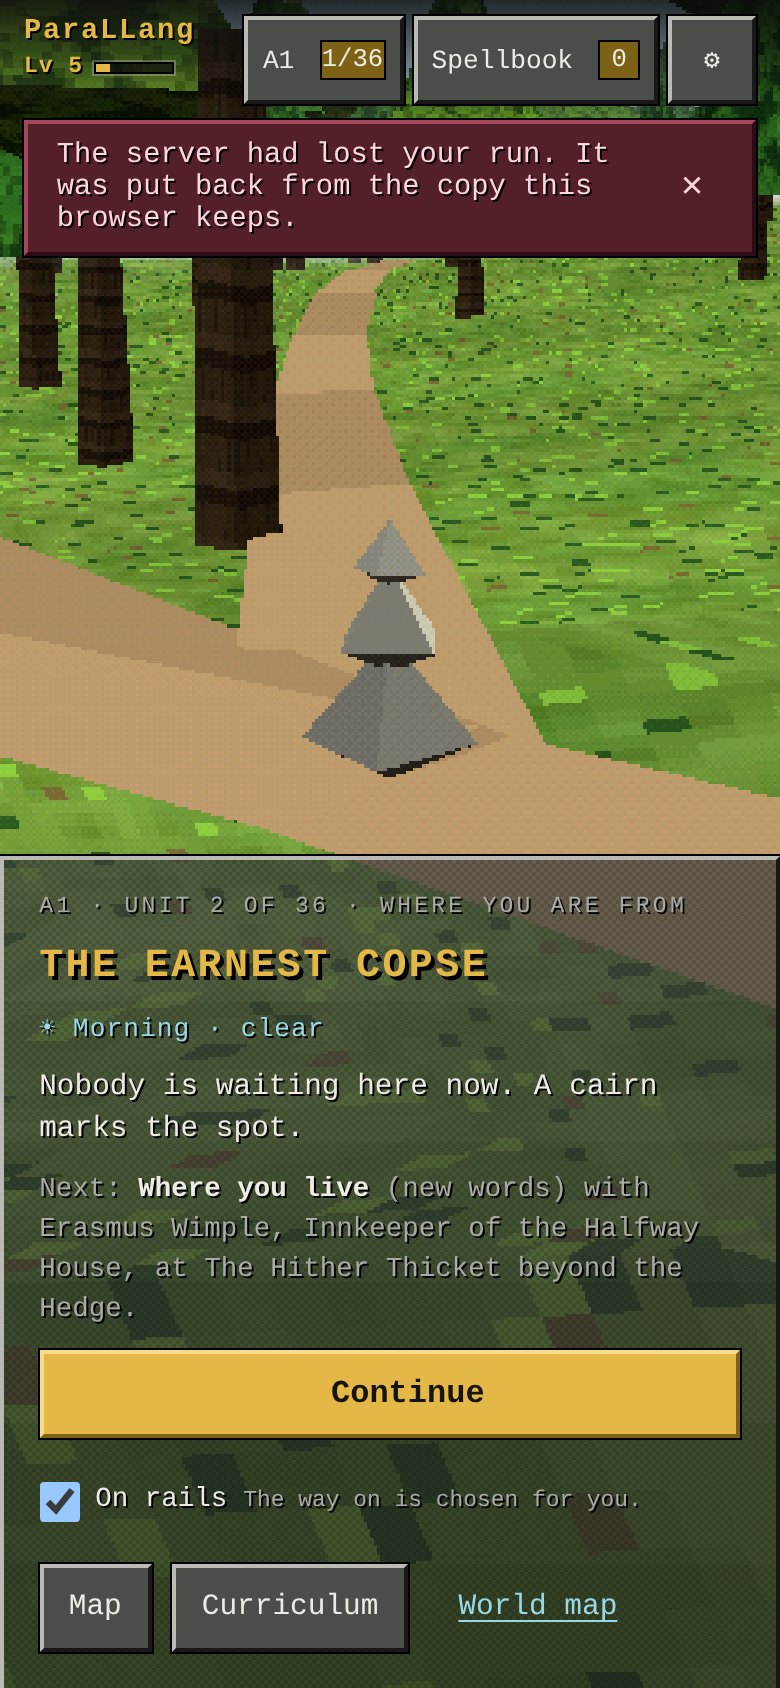 ParaLLang
Lv 5
A1 1/36
Spellbook 0
⚙
The server had lost your run. It
was put back from the copy this
browser keeps.
×
A1 · UNIT 2 OF 36 · WHERE YOU ARE FROM
THE EARNEST COPSE
☀ Morning · clear
Nobody is waiting here now. A cairn
marks the spot.
Next: Where you live (new words) with
Erasmus Wimple, Innkeeper of the Halfway
House, at The Hither Thicket beyond the
Hedge.
Continue
On rails The way on is chosen for you.
Map
Curriculum
World map